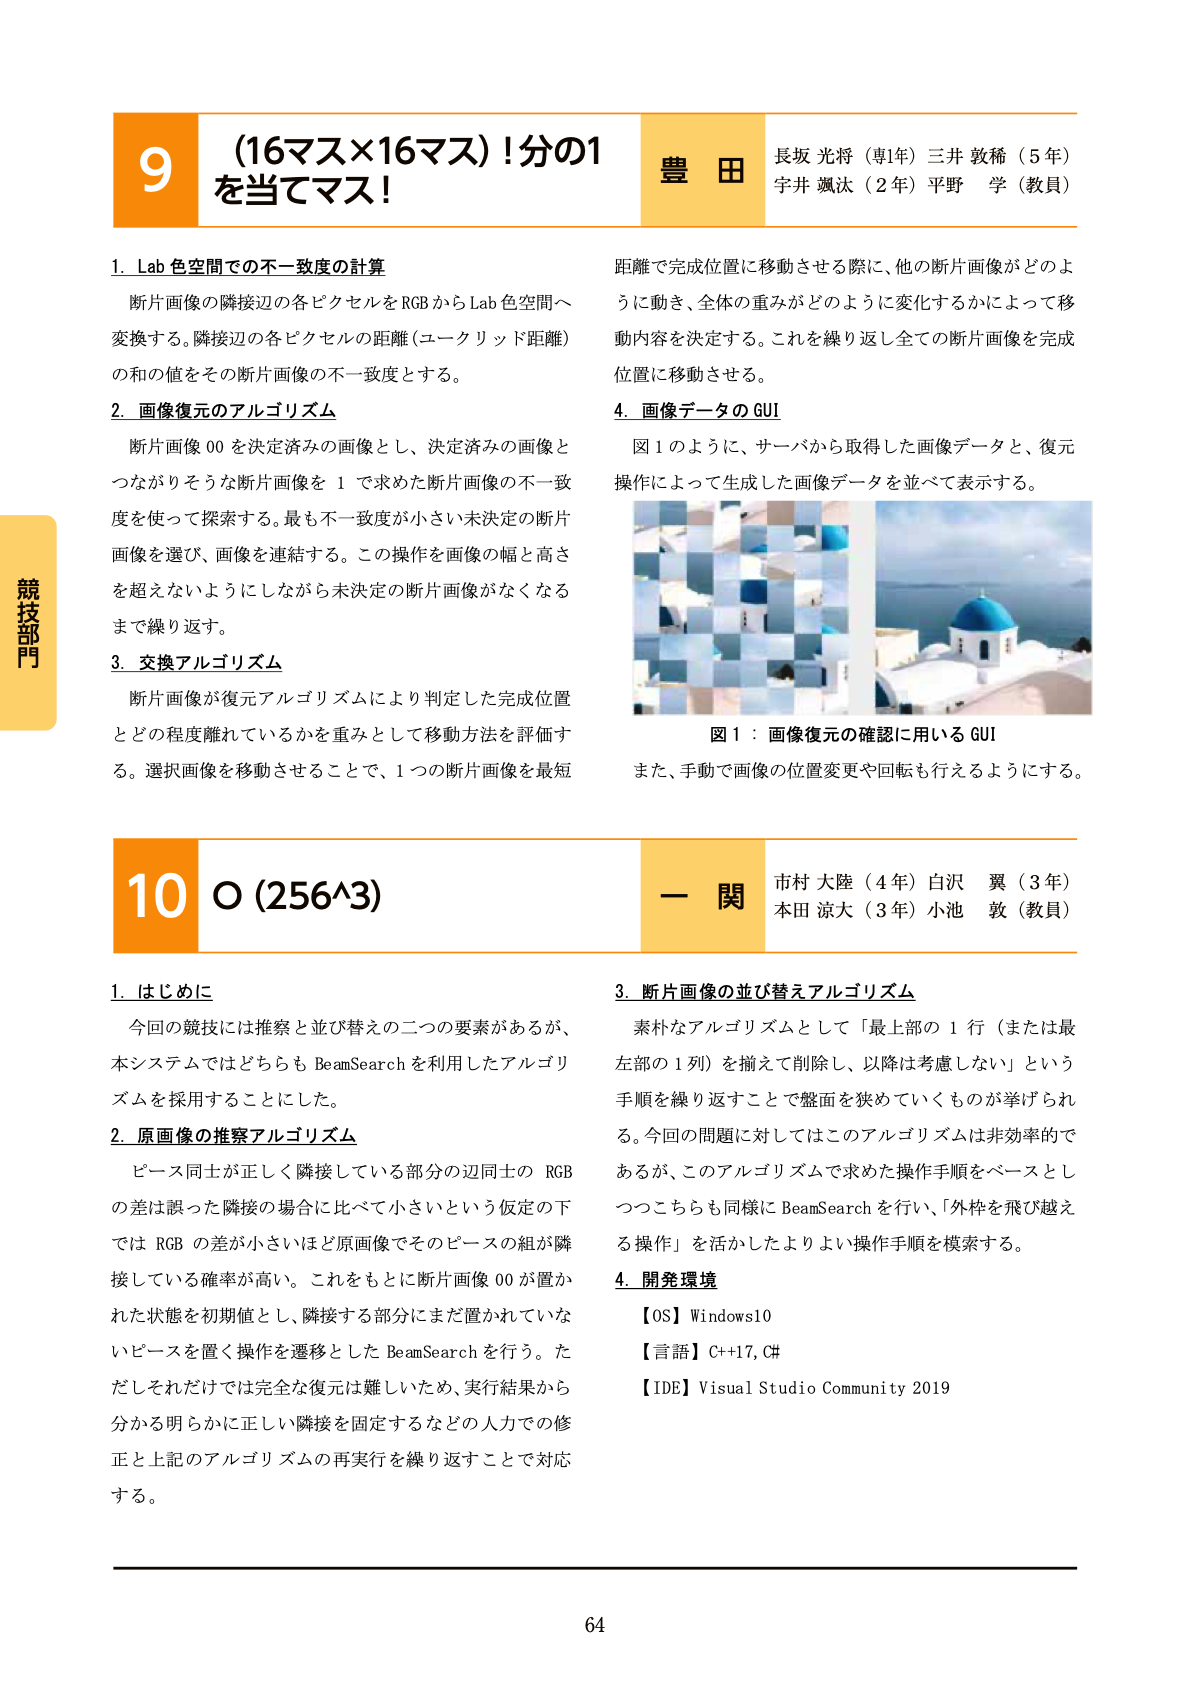 9
（16マス×16マス）！分の1
を当てマス！
豊 田
長坂 光将（専1年）三井 敦稀（５年）
宇井 颯汰（２年）平野　学（教員）
1. Lab 色空間での不一致度の計算
断片画像の隣接辺の各ピクセルを RGB から Lab 色空間へ
変換する。隣接辺の各ピクセルの距離（ユークリッド距離）
の和の値をその断片画像の不一致度とする。
2. 画像復元のアルゴリズム
断片画像 00 を決定済みの画像とし、決定済みの画像と
つながりそうな断片画像を 1 で求めた断片画像の不一致
度を使って探索する。最も不一致度が小さい未決定の断片
画像を選び、画像を連結する。この操作を画像の幅と高さ
を超えないようにしながら未決定の断片画像がなくなる
まで繰り返す。
3. 交換アルゴリズム
断片画像が復元アルゴリズムにより判定した完成位置
とどの程度離れているかを重みとして移動方法を評価す
る。選択画像を移動させることで、1 つの断片画像を最短
距離で完成位置に移動させる際に、他の断片画像がどのよ
うに動き、全体の重みがどのように変化するかによって移
動内容を決定する。これを繰り返し全ての断片画像を完成
位置に移動させる。
4. 画像データの GUI
図 1 のように、サーバから取得した画像データと、復元
操作によって生成した画像データを並べて表示する。
図 1 ： 画像復元の確認に用いる GUI
また、手動で画像の位置変更や回転も行えるようにする。
競技部門
10
O (256^3)
一 関
市村 大陸（４年）白沢　翼（３年）
本田 涼大（３年）小池　敦（教員）
1. はじめに
今回の競技には推察と並び替えの二つの要素があるが、
本システムではどちらも BeamSearch を利用したアルゴリ
ズムを採用することにした。
2. 原画像の推察アルゴリズム
ピース同士が正しく隣接している部分の辺同士の RGB
の差は誤った隣接の場合に比べて小さいという仮定の下
では RGB の差が小さいほど原画像でそのピースの組が隣
接している確率が高い。これをもとに断片画像 00 が置か
れた状態を初期値とし、隣接する部分にまだ置かれていな
いピースを置く操作を遷移とした BeamSearch を行う。た
だしそれだけでは完全な復元は難しいため、実行結果から
分かる明らかに正しい隣接を固定するなどの人力での修
正と上記のアルゴリズムの再実行を繰り返すことで対応
する。
3. 断片画像の並び替えアルゴリズム
素朴なアルゴリズムとして「最上部の 1 行（または最
左部の 1 列）を揃えて削除し、以降は考慮しない」という
手順を繰り返すことで盤面を狭めていくものが挙げられ
る。今回の問題に対してはこのアルゴリズムは非効率的で
あるが、このアルゴリズムで求めた操作手順をベースとし
つつこちらも同様に BeamSearch を行い、「外枠を飛び越え
る操作」を活かしたよりよい操作手順を模索する。
4. 開発環境
【OS】Windows10
【言語】C++17, C#
【IDE】Visual Studio Community 2019
64